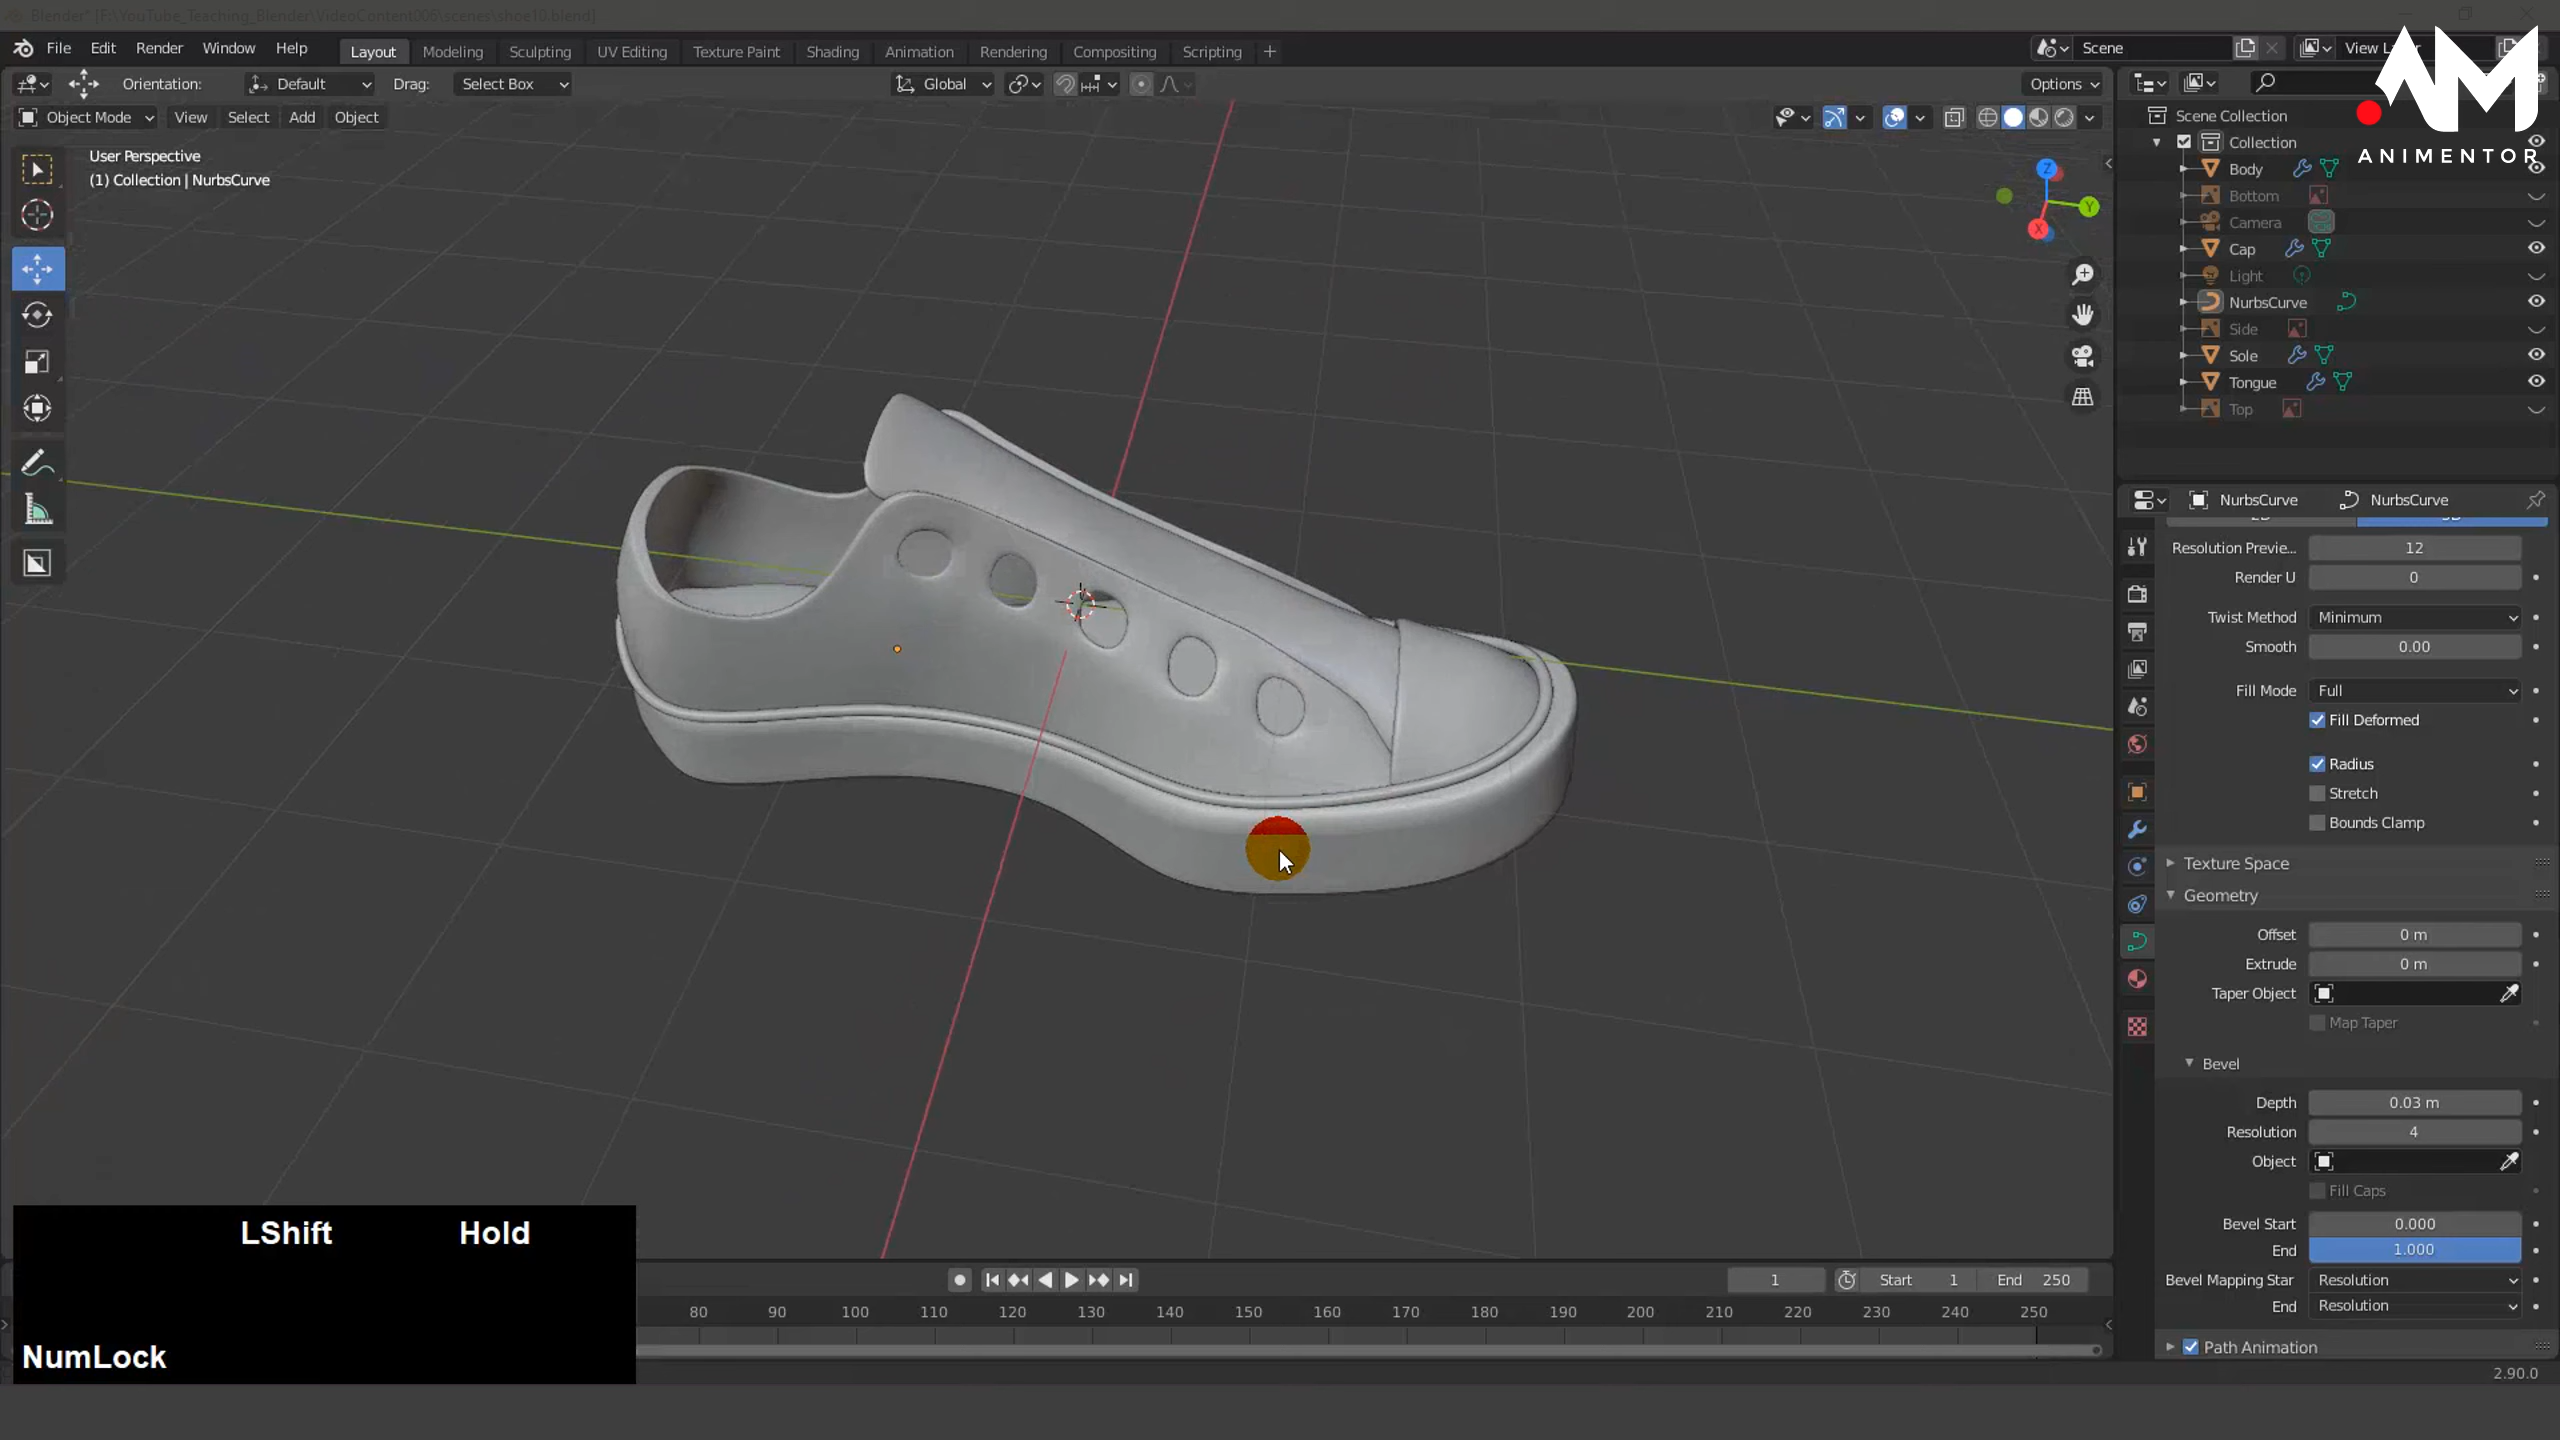 Blender* [F:\YouTube_Teaching_Blender\VideoContent006\scenes\shoe10.blend]
File Edit Render Window Help Layout Modeling Sculpting UV Editing Texture Paint Shading Animation Rendering Compositing Scripting + Scene
Orientation: Default Drag: Select Box Global Options
Object Mode View Select Add Object
User Perspective
(1) Collection | NurbsCurve
Z
Y
X
Scene Collection
Collection
ANIMENTOR
Body
Bottom
Camera
Cap
Light
NurbsCurve
Side
Sole
Tongue
Top
NurbsCurve NurbsCurve
Resolution Previe... 12
Render U 0
Twist Method Minimum
Smooth 0.00
Fill Mode Full
Fill Deformed
Radius
Stretch
Bounds Clamp
Texture Space
Geometry
Offset 0 m
Extrude 0 m
Taper Object
Map Taper
Bevel
Depth 0.03 m
Resolution 4
Object
Fill Caps
Bevel Start 0.000
End 1.000
Bevel Mapping Star Resolution
End Resolution
Path Animation
LShift Hold
NumLock
1 Start 1 End 250
80 90 100 110 120 130 140 150 160 170 180 190 200 210 220 230 240 250
2.90.0